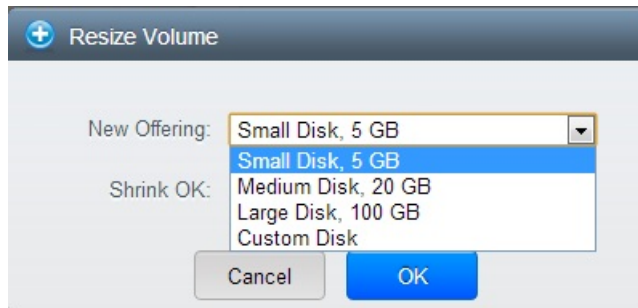 Resize Volume
New Offering: Small Disk, 5 GB
Small Disk, 5 GB
Shrink OK: Medium Disk, 20 GB
Large Disk, 100 GB
Custom Disk
Cancel OK